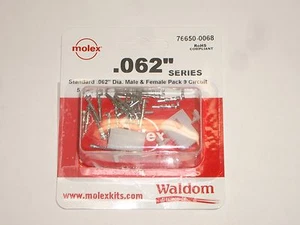 molex
76650-0068
RoHS
COMPLIANT
.062" SERIES
Standard .062" Dia. Male & Female Pack 9 Circuit
www.molexkits.com
Waldom